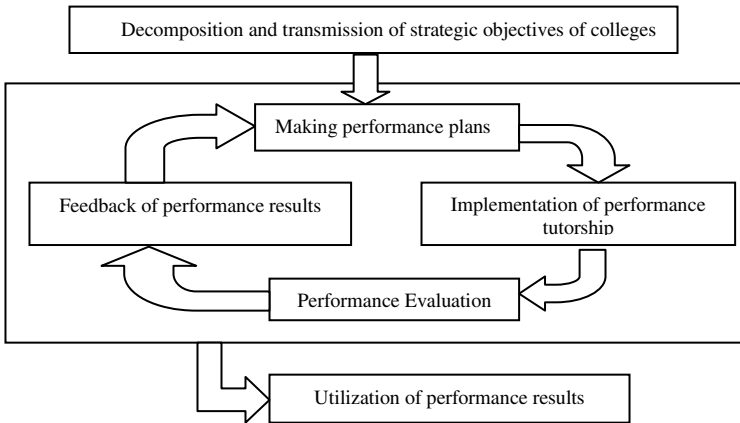 Decomposition and transmission of strategic objectives of colleges
Making performance plans
Feedback of performance results
Implementation of performance
tutorship
Performance Evaluation
Utilization of performance results